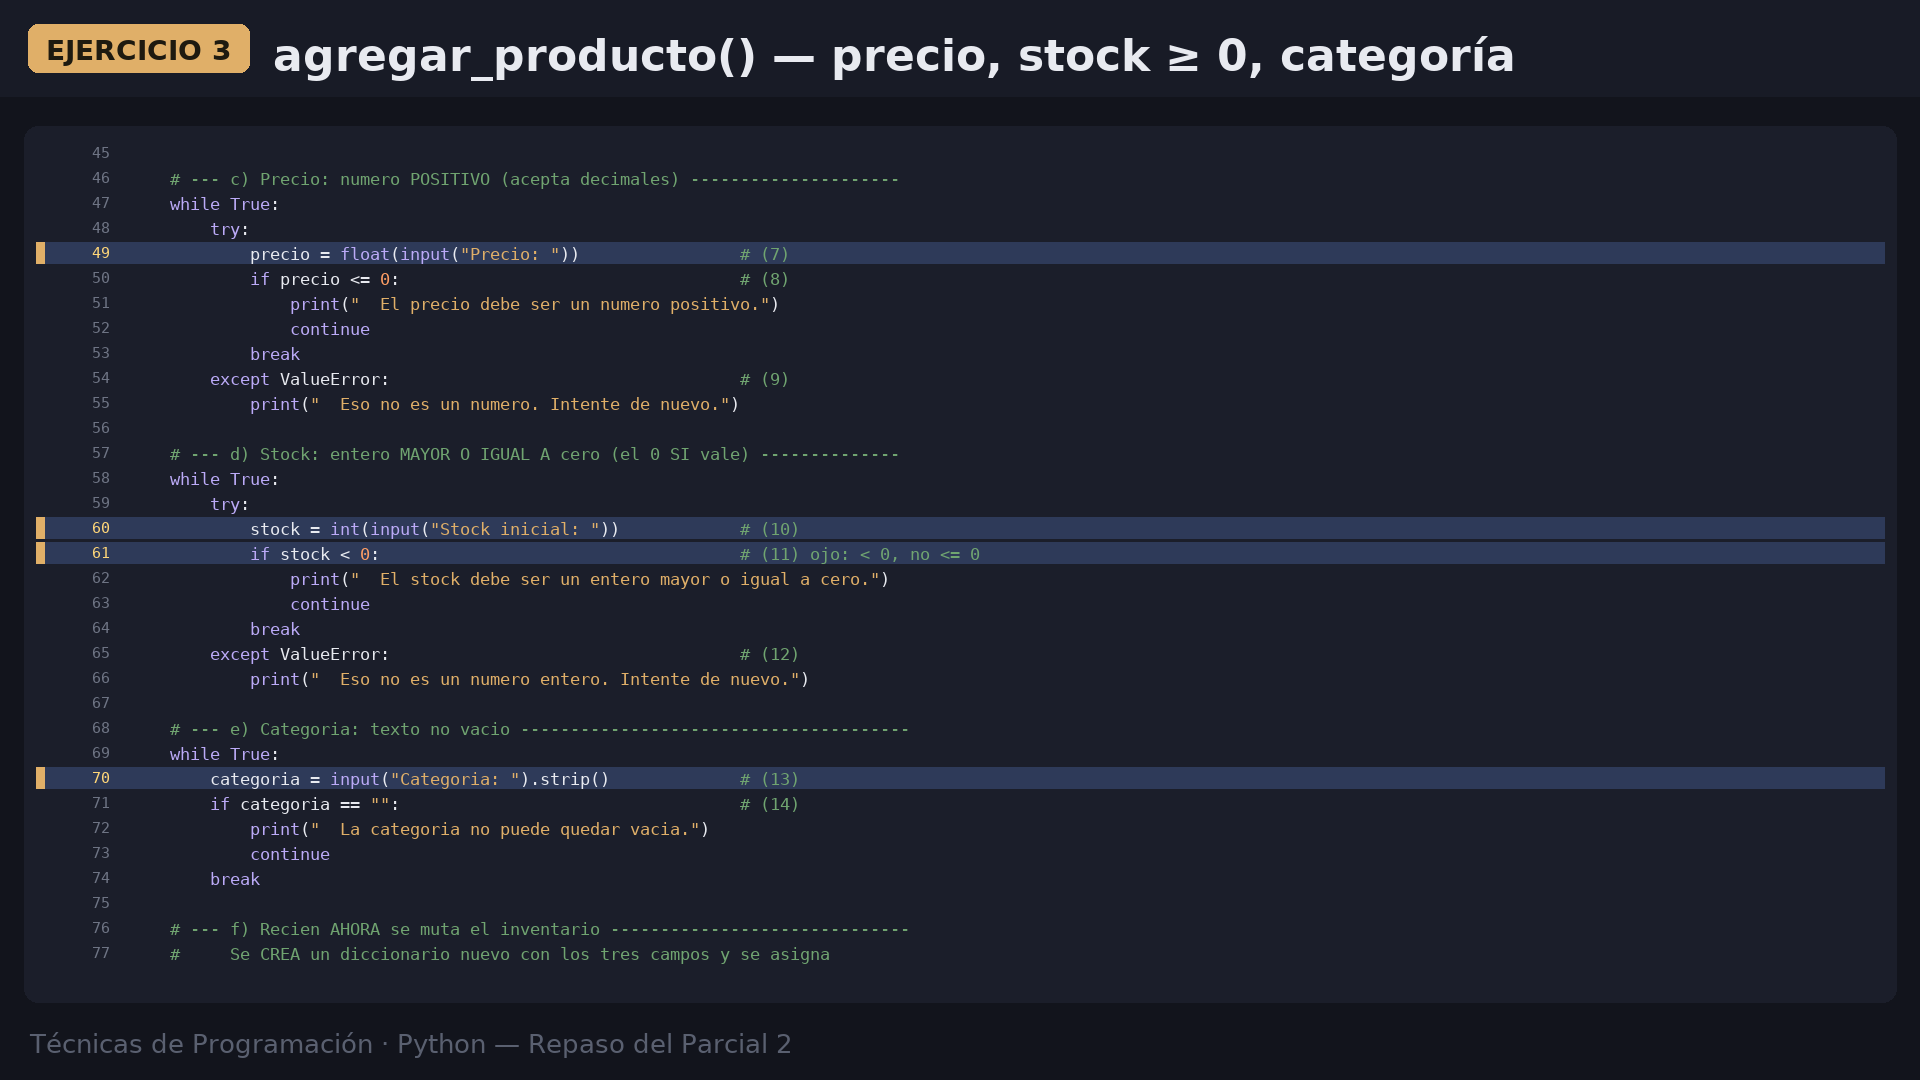 EJERCICIO 3 agregar_producto() — precio, stock ≥ 0, categoría
45
46     # --- c) Precio: numero POSITIVO (acepta decimales) ---------------------
47     while True:
48         try:
49             precio = float(input("Precio: "))                # (7)
50             if precio <= 0:                                  # (8)
51                 print("  El precio debe ser un numero positivo.")
52                 continue
53             break
54         except ValueError:                                   # (9)
55             print("  Eso no es un numero. Intente de nuevo.")
56
57     # --- d) Stock: entero MAYOR O IGUAL A cero (el 0 SI vale) --------------
58     while True:
59         try:
60             stock = int(input("Stock inicial: "))            # (10)
61             if stock < 0:                                    # (11) ojo: < 0, no <= 0
62                 print("  El stock debe ser un entero mayor o igual a cero.")
63                 continue
64             break
65         except ValueError:                                   # (12)
66             print("  Eso no es un numero entero. Intente de nuevo.")
67
68     # --- e) Categoria: texto no vacio ---------------------------------------
69     while True:
70         categoria = input("Categoria: ").strip()             # (13)
71         if categoria == "":                                  # (14)
72             print("  La categoria no puede quedar vacia.")
73             continue
74         break
75
76     # --- f) Recien AHORA se muta el inventario ------------------------------
77     #     Se CREA un diccionario nuevo con los tres campos y se asigna
Técnicas de Programación · Python — Repaso del Parcial 2